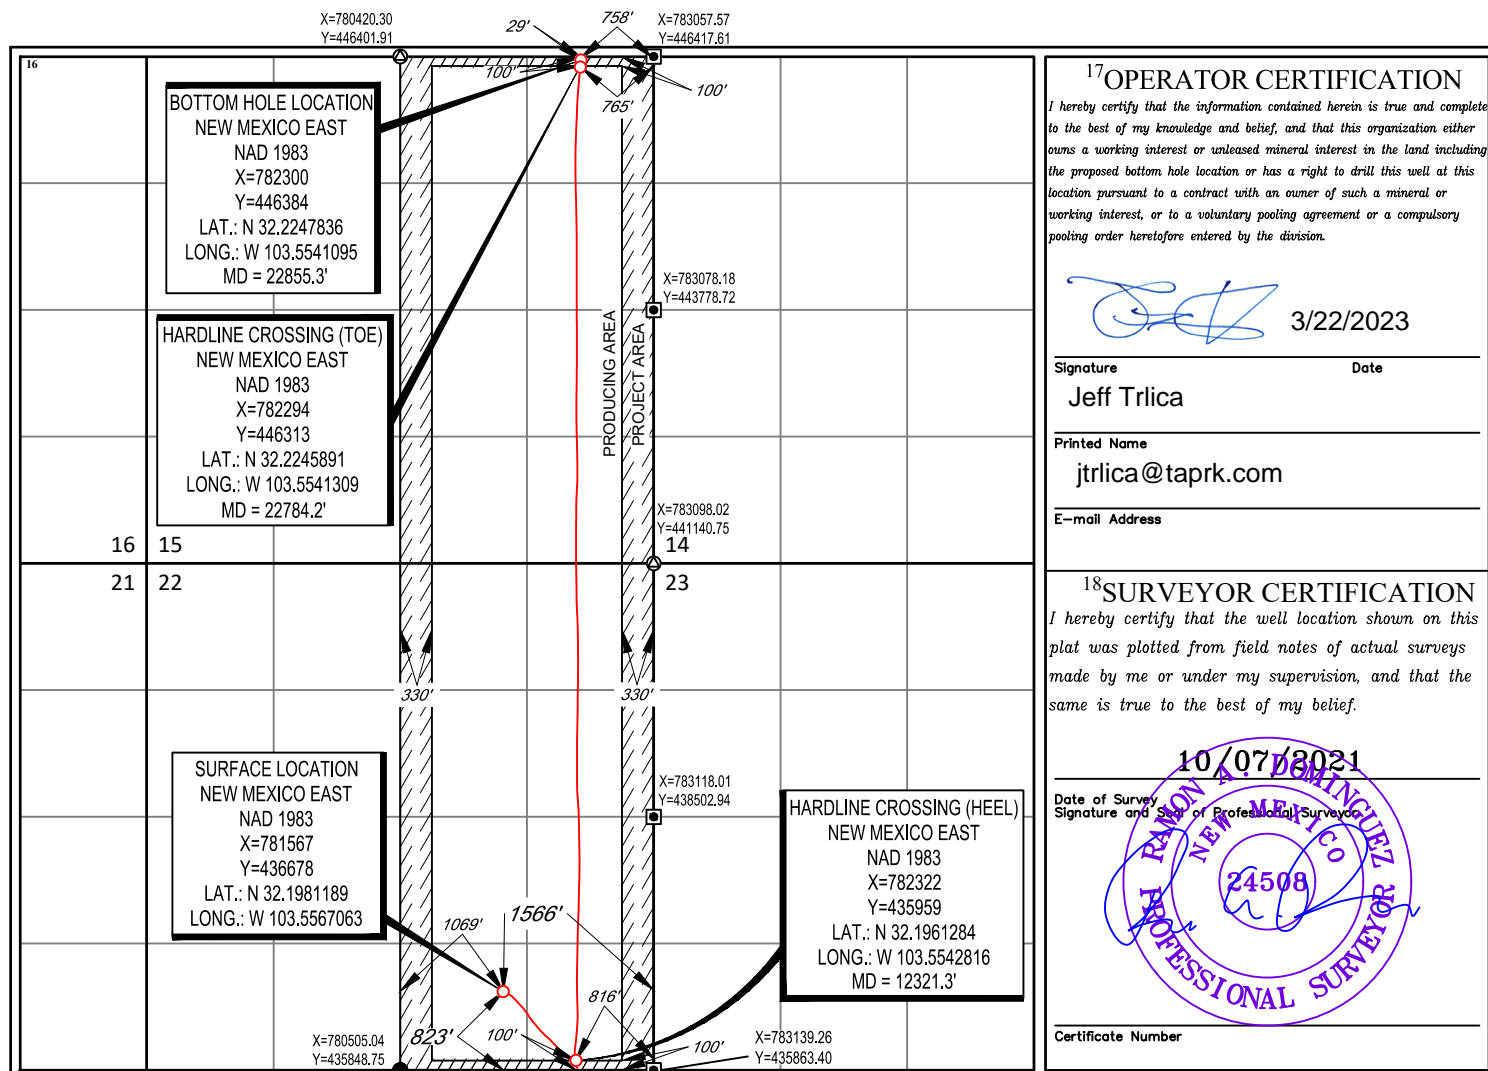 X=780420.30
Y=446401.91
29'
758'
X=783057.57
Y=446417.61
16
100'
765'
100'
BOTTOM HOLE LOCATION
NEW MEXICO EAST
NAD 1983
X=782300
Y=446384
LAT.: N 32.2247836
LONG.: W 103.5541095
MD = 22855.3'
HARDLINE CROSSING (TOE)
NEW MEXICO EAST
NAD 1983
X=782294
Y=446313
LAT.: N 32.2245891
LONG.: W 103.5541309
MD = 22784.2'
X=783078.18
Y=443778.72
PRODUCING AREA
PROJECT AREA
X=783098.02
Y=441140.75
16 15
14
21 22
23
330'
330'
SURFACE LOCATION
NEW MEXICO EAST
NAD 1983
X=781567
Y=436678
LAT.: N 32.1981189
LONG.: W 103.5567063
X=783118.01
Y=438502.94
HARDLINE CROSSING (HEEL)
NEW MEXICO EAST
NAD 1983
X=782322
Y=435959
LAT.: N 32.1961284
LONG.: W 103.5542816
MD = 12321.3'
1069'
1566'
816'
823'
100'
100'
X=780505.04
Y=435848.75
X=783139.26
Y=435863.40
17 OPERATOR CERTIFICATION
I hereby certify that the information contained herein is true and complete
to the best of my knowledge and belief, and that this organization either
owns a working interest or unleased mineral interest in the land including
the proposed bottom hole location or has a right to drill this well at this
location pursuant to a contract with an owner of such a mineral or
working interest, or to a voluntary pooling agreement or a compulsory
pooling order heretofore entered by the division.
3/22/2023
Signature Date
Jeff Trlica
Printed Name
jtrlica@taprk.com
E-mail Address
18 SURVEYOR CERTIFICATION
I hereby certify that the well location shown on this
plat was plotted from field notes of actual surveys
made by me or under my supervision, and that the
same is true to the best of my belief.
10/07/2021
Date of Survey
Signature and Seal of Professional Surveyor:
RAMON A. DOMINGUEZ
NEW MEXICO
24508
PROFESSIONAL SURVEYOR
Certificate Number